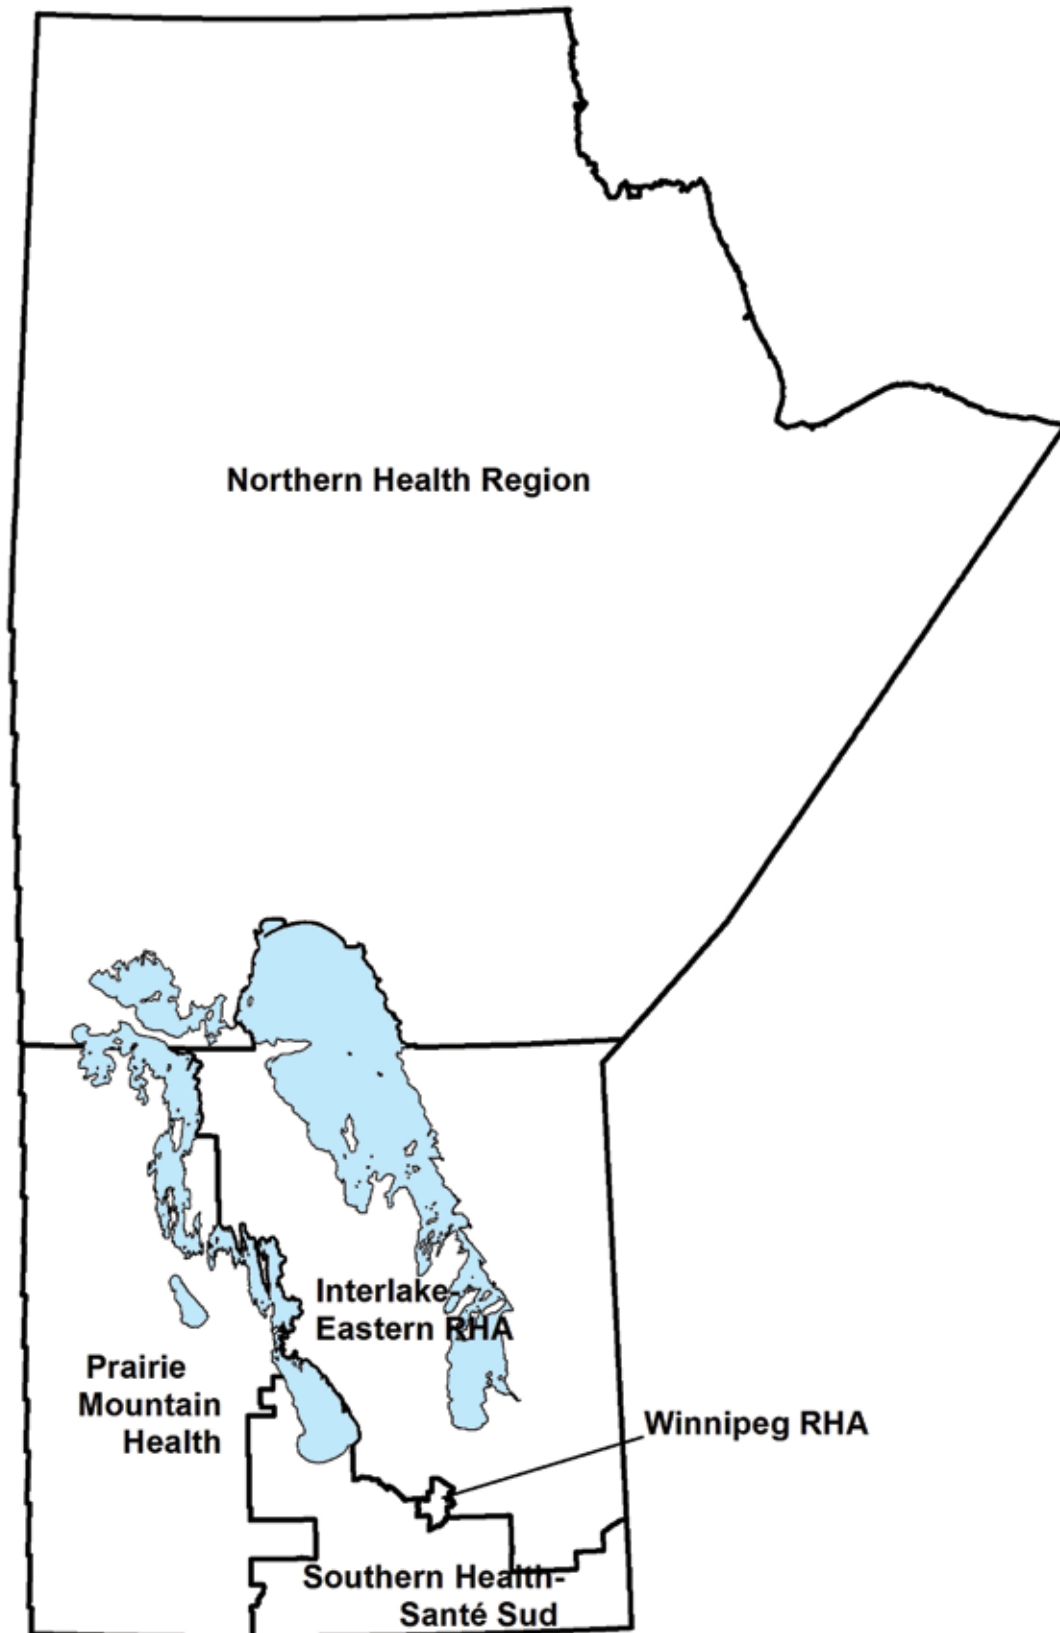 Northern Health Region
Interlake-
Eastern RHA
Prairie
Mountain
Health
Winnipeg RHA
Southern Health-
Santé Sud